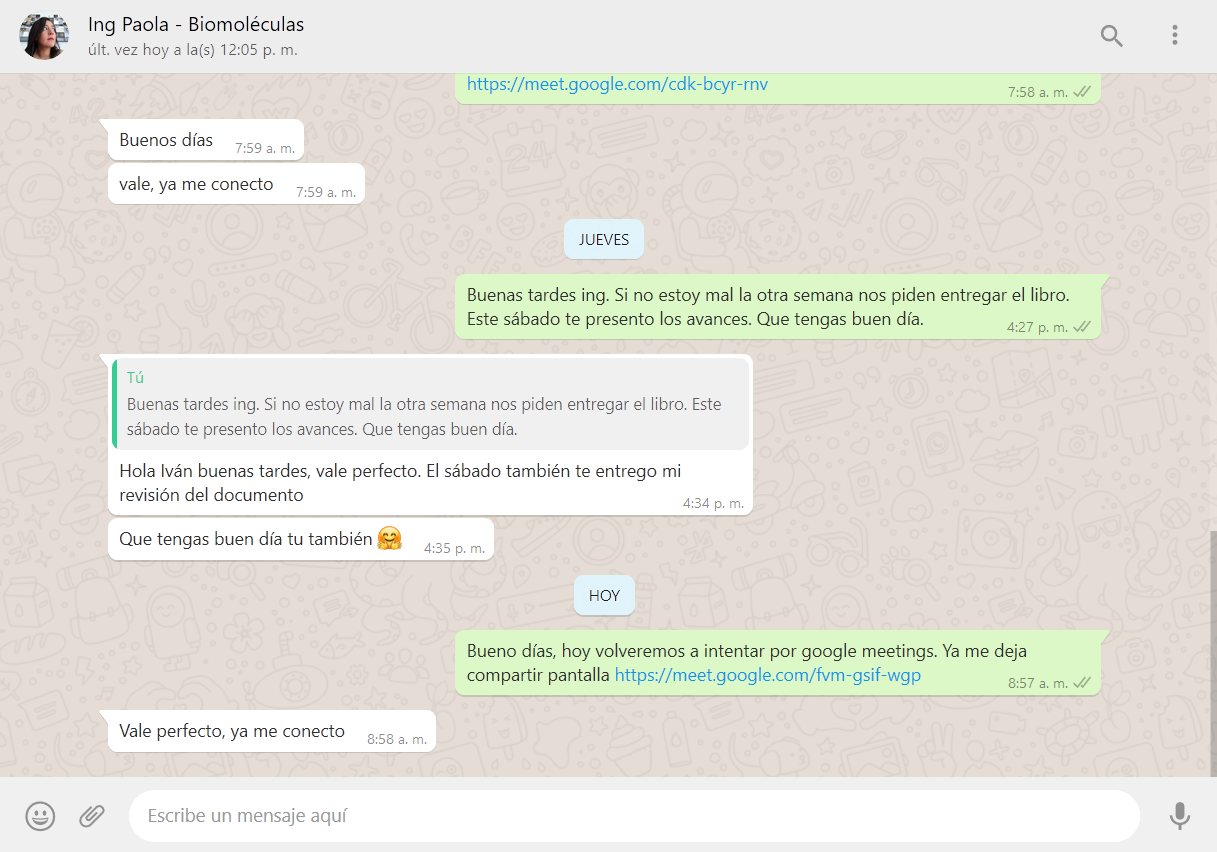 Ing Paola - Biomoléculas
últ. vez hoy a la(s) 12:05 p. m.
https://meet.google.com/cdk-bcyr-rnv
7:58 a. m.
Buenos días
7:59 a. m.
vale, ya me conecto
7:59 a. m.
JUEVES
Buenas tardes ing. Si no estoy mal la otra semana nos piden entregar el libro.
Este sábado te presento los avances. Que tengas buen día.
4:27 p. m.
Tú
Buenas tardes ing. Si no estoy mal la otra semana nos piden entregar el libro. Este
sábado te presento los avances. Que tengas buen día.
Hola Iván buenas tardes, vale perfecto. El sábado también te entrego mi
revisión del documento
4:34 p. m.
Que tengas buen día tu también 🤗
4:35 p. m.
HOY
Bueno días, hoy volveremos a intentar por google meetings. Ya me deja
compartir pantalla https://meet.google.com/fvm-gsif-wgp
8:57 a. m.
Vale perfecto, ya me conecto
8:58 a. m.
Escribe un mensaje aquí